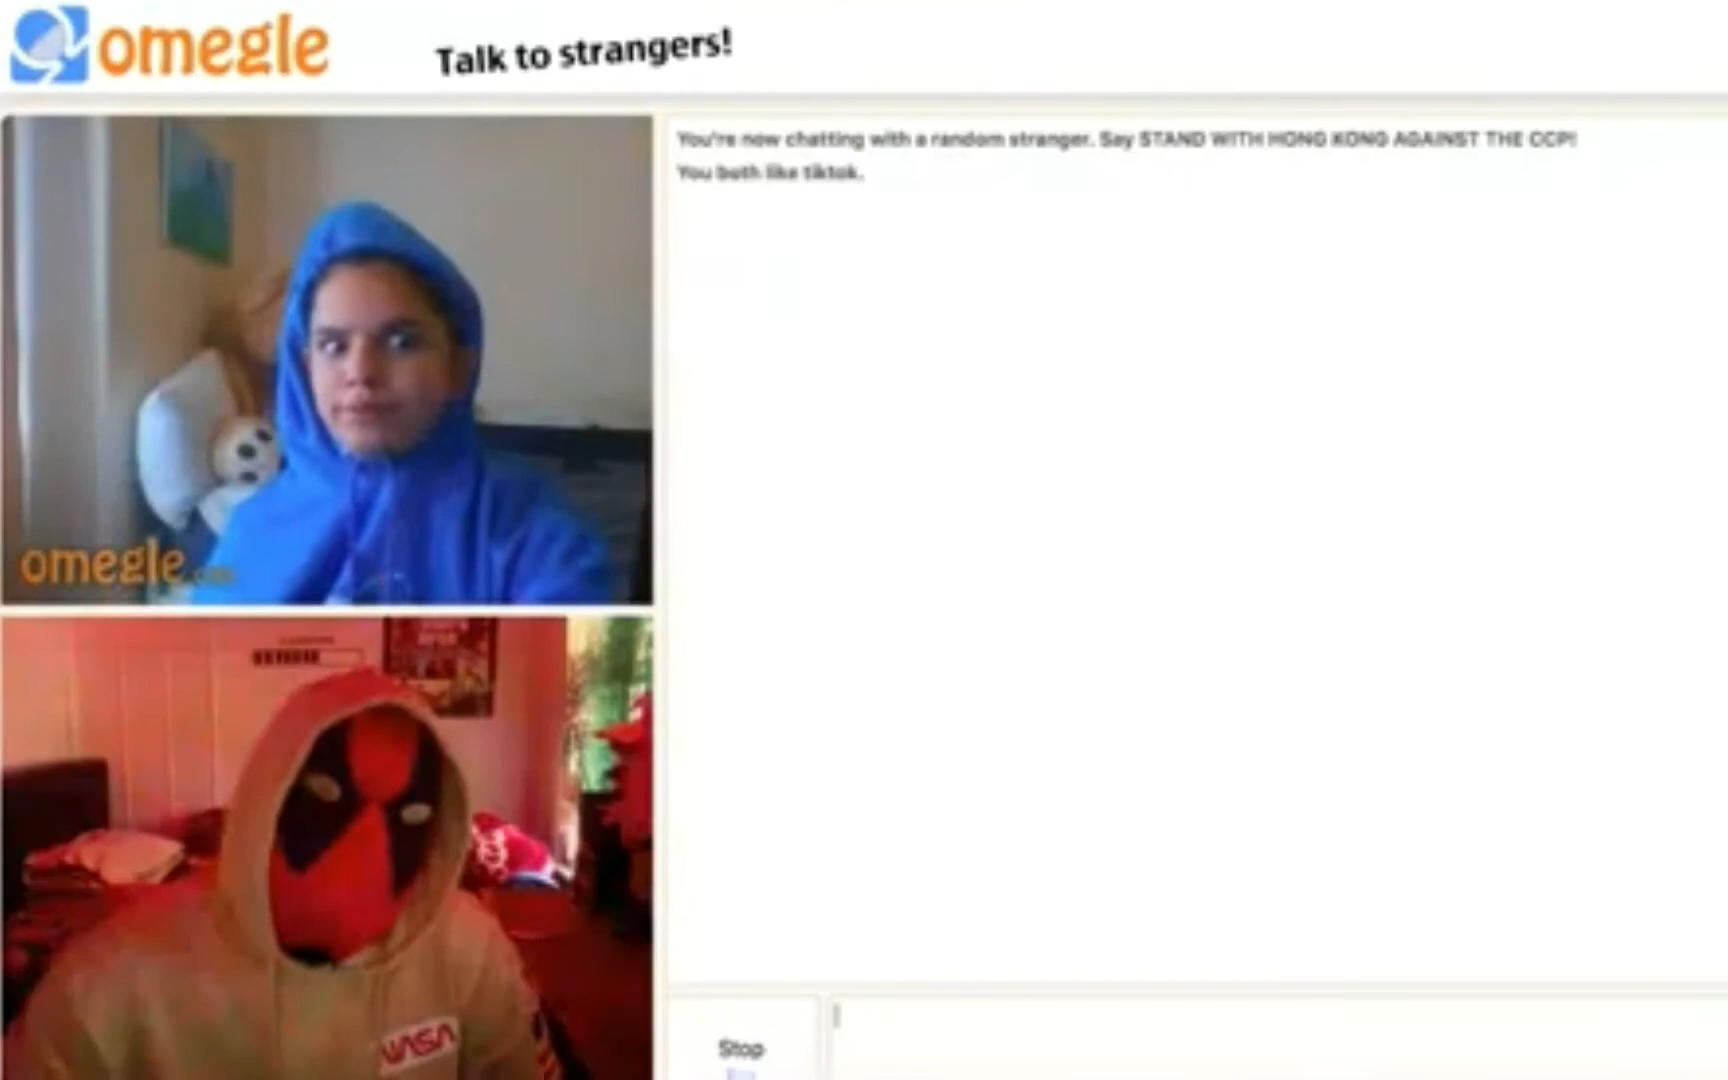 omegle
Talk to strangers!
You're now chatting with a random stranger. Say STAND WITH HONG KONG AGAINST THE CCP!
You both like tiktok.
omegle
NASA
Stop